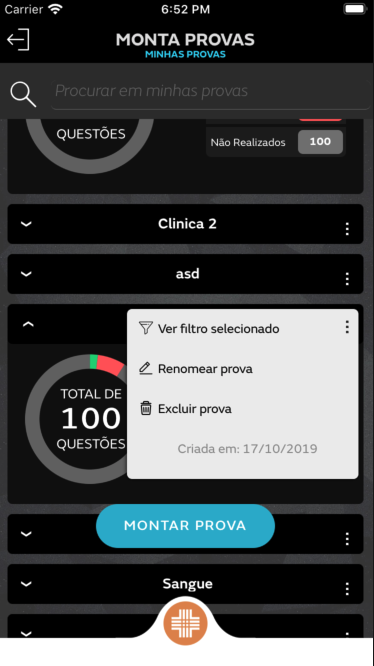 Carrier
6:52 PM
MONTA PROVAS
MINHAS PROVAS
Procurar em minhas provas
QUESTÕES
Não Realizados
100
Clinica 2
asd
Ver filtro selecionado
Renomear prova
Excluir prova
Criada em: 17/10/2019
TOTAL DE
100
QUESTÕES
MONTAR PROVA
Sangue